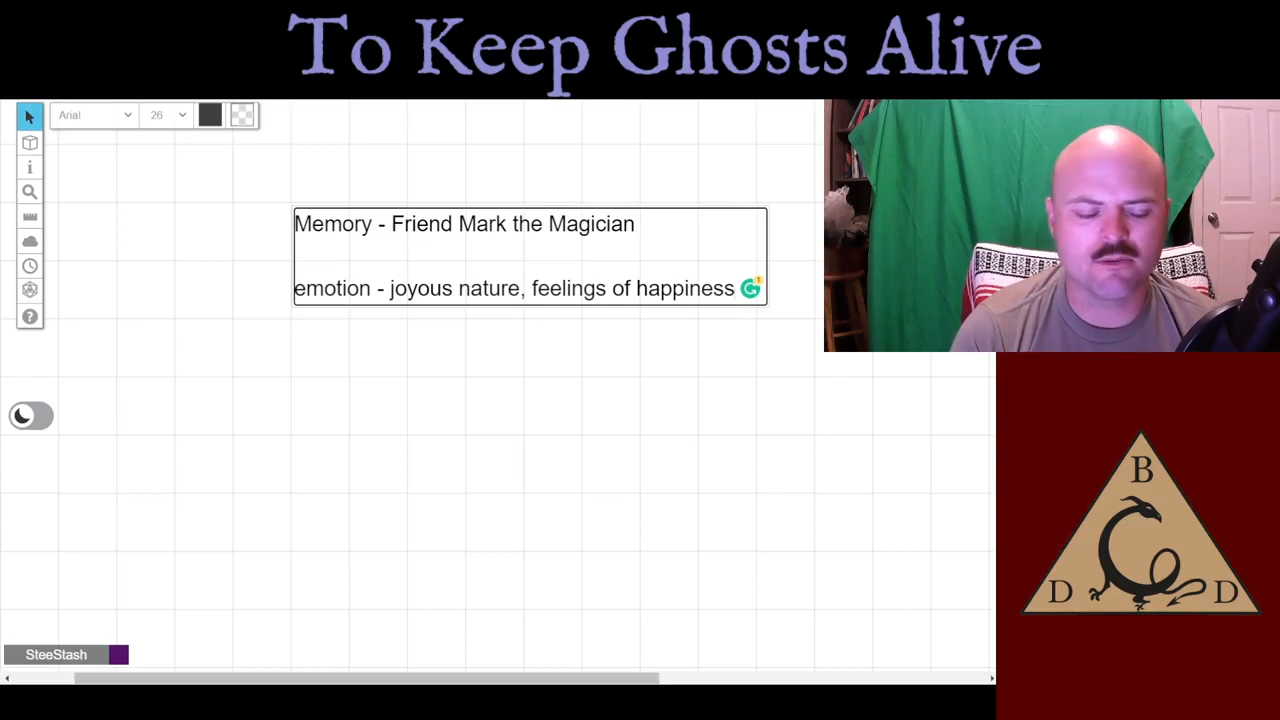 To Keep Ghosts Alive
Arial
26
Memory - Friend Mark the Magician
emotion - joyous nature, feelings of happiness
SteeStash
B
D
D